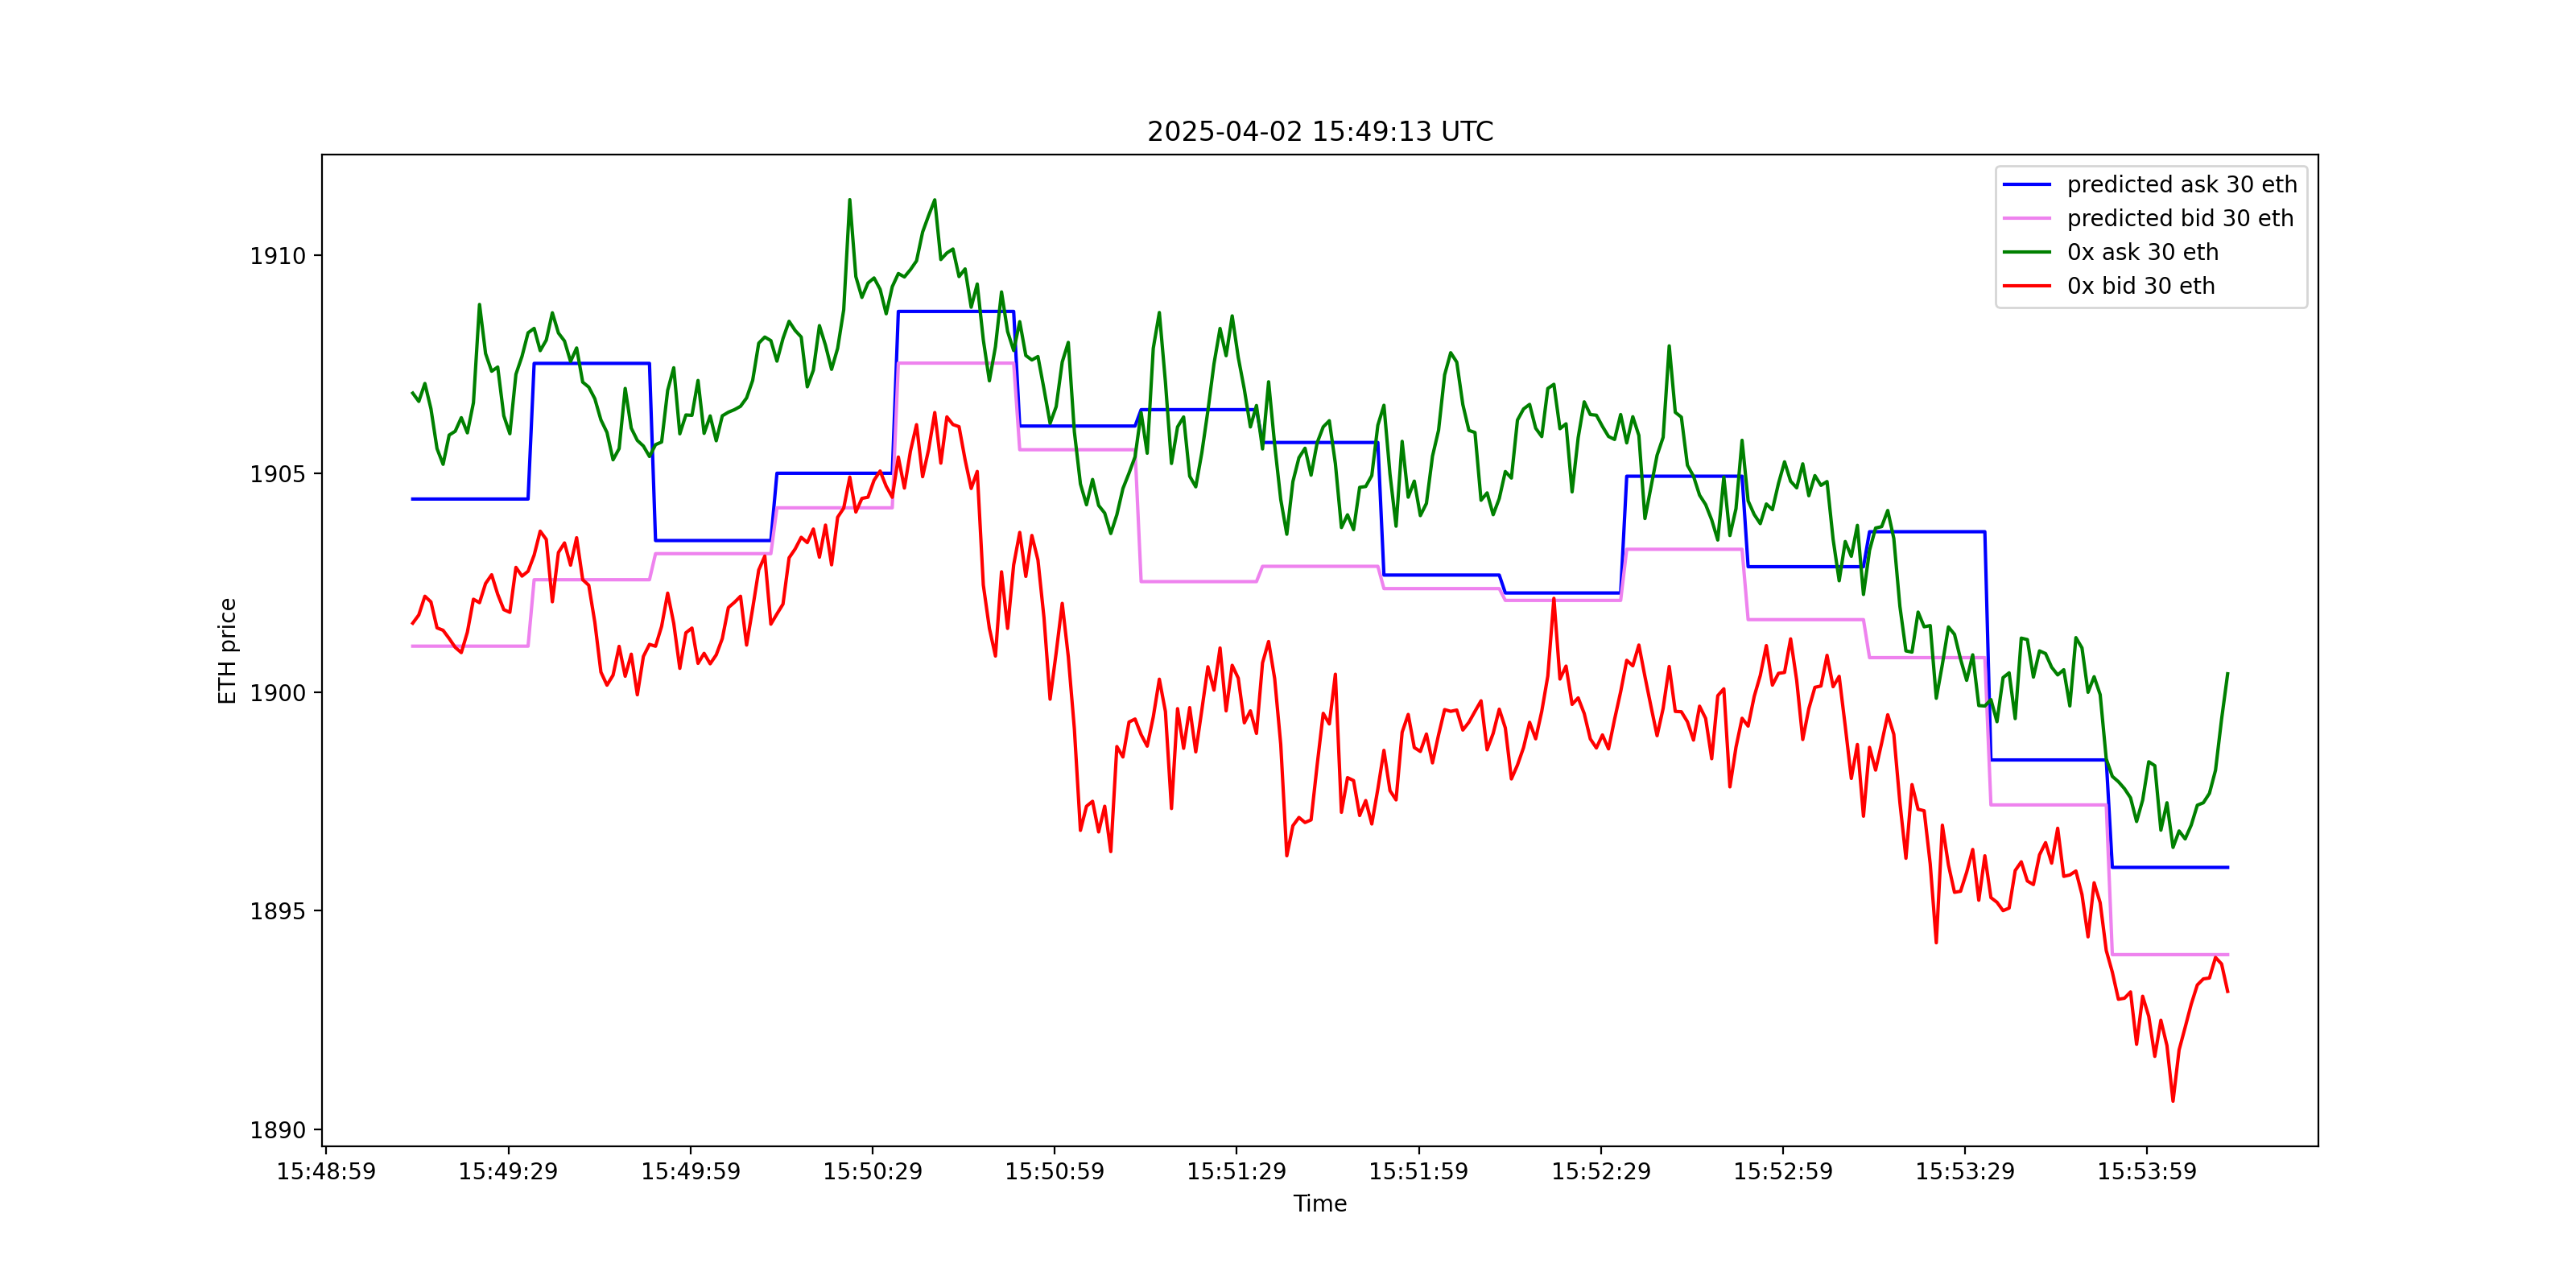 2025-04-02 15:49:13 UTC
predicted ask 30 eth
predicted bid 30 eth
0x ask 30 eth
0x bid 30 eth
ETH price
1910
1905
1900
1895
1890
15:48:59 15:49:29 15:49:59 15:50:29 15:50:59 15:51:29 15:51:59 15:52:29 15:52:59 15:53:29 15:53:59
Time